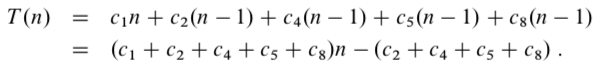 T(n) = c₁n + c₂(n − 1) + c₄(n − 1) + c₅(n − 1) + c₈(n − 1)
= (c₁ + c₂ + c₄ + c₅ + c₈)n − (c₂ + c₄ + c₅ + c₈) .